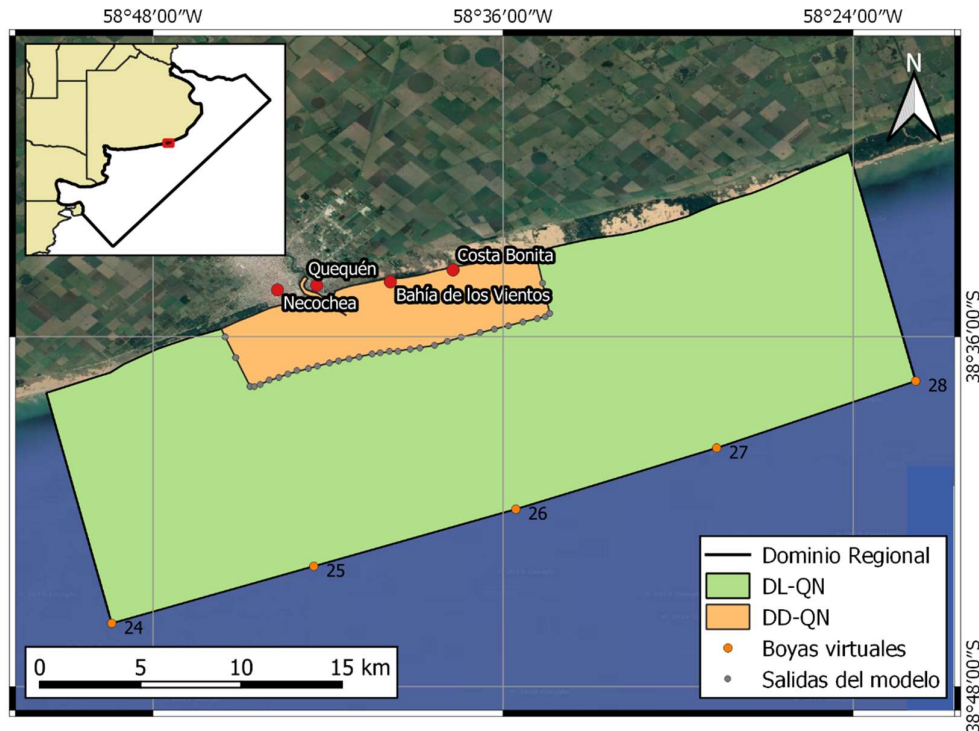 58°48′00″W
58°36′00″W
58°24′00″W
N
Costa Bonita
Quequén
Bahía de los Vientos
Necochea
38°36′00″S
28
27
26
25
24
Dominio Regional
DL-QN
DD-QN
Boyas virtuales
Salidas del modelo
0 5 10 15 km
38°48′00″S